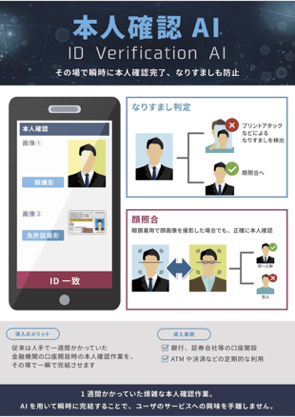 本人確認 AI
ID Verification AI
その場で瞬時に本人確認完了、なりすましも防止
本人確認
画像①
顔撮影
画像②
免許証撮影
ID 一致
なりすまし判定
プリントアタック
などによる
なりすましを検出
顔照合へ
顔照合
眼鏡着用で顔画像を撮影した場合でも、正確に本人確認
同一人物
他人
導入のメリット
従来は人手で一週間かかっていた
金融機関の口座開設時の本人確認作業を、
その場で一瞬で完結させます
導入事例
銀行、証券会社等の口座開設
ATM や決済などの定期的な利用
1 週間かかっていた煩雑な本人確認作業。
AI を用いて瞬時に完結することで、ユーザのサービスへの興味を手離しません。